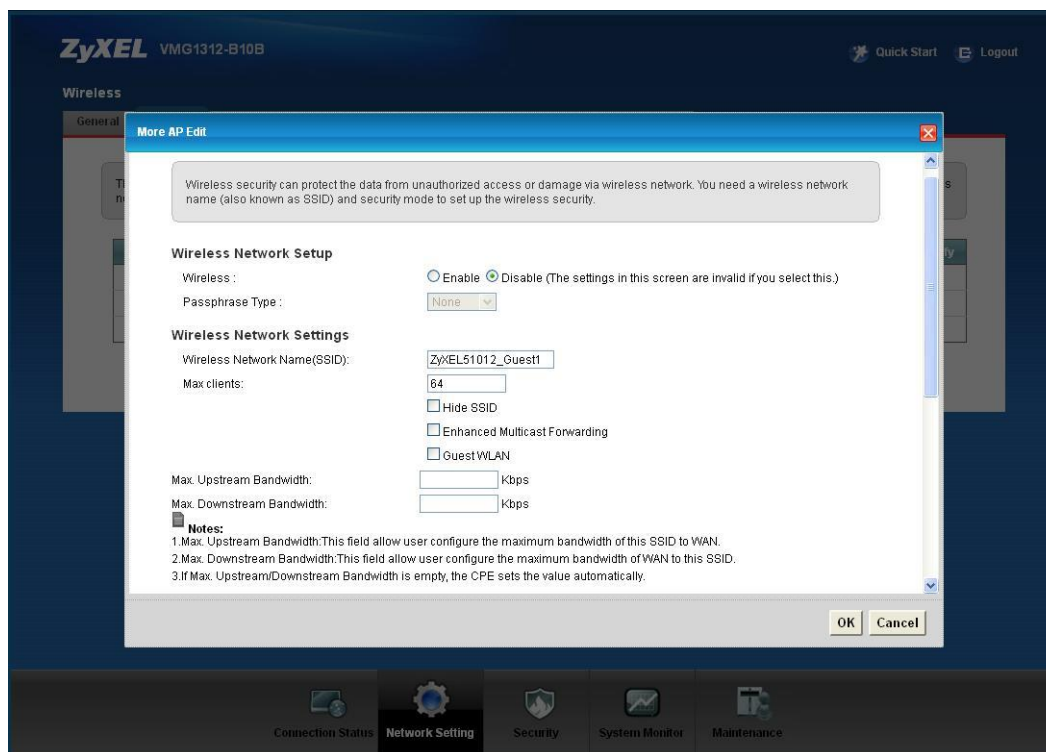 ZyXEL VMG1312-B10B
Quick Start
Logout
Wireless
General
More AP Edit
Wireless security can protect the data from unauthorized access or damage via wireless network. You need a wireless network
name (also known as SSID) and security mode to set up the wireless security.
Wireless Network Setup
Wireless :
Enable Disable (The settings in this screen are invalid if you select this.)
Passphrase Type :
None
Wireless Network Settings
Wireless Network Name(SSID):
ZyXEL51012_Guest1
Max clients:
64
Hide SSID
Enhanced Multicast Forwarding
Guest WLAN
Max. Upstream Bandwidth:
Kbps
Max. Downstream Bandwidth:
Kbps
Notes:
1.Max. Upstream Bandwidth:This field allow user configure the maximum bandwidth of this SSID to WAN.
2.Max. Downstream Bandwidth:This field allow user configure the maximum bandwidth of WAN to this SSID.
3.If Max. Upstream/Downstream Bandwidth is empty, the CPE sets the value automatically.
OK Cancel
Connection Status Network Setting Security System Monitor Maintenance